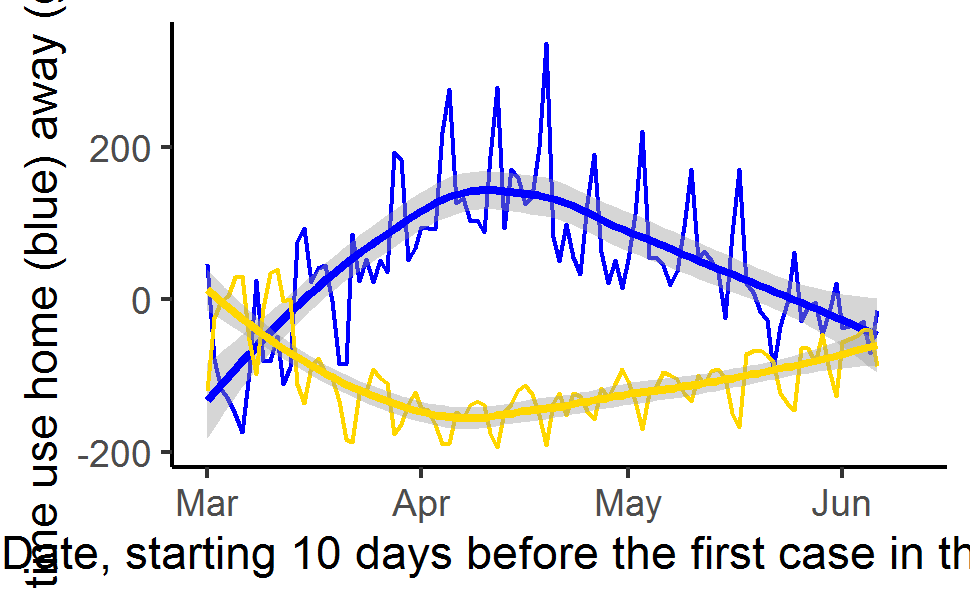 time use home (blue) away (
200
0
-200
Mar Apr May Jun
Date, starting 10 days before the first case in th